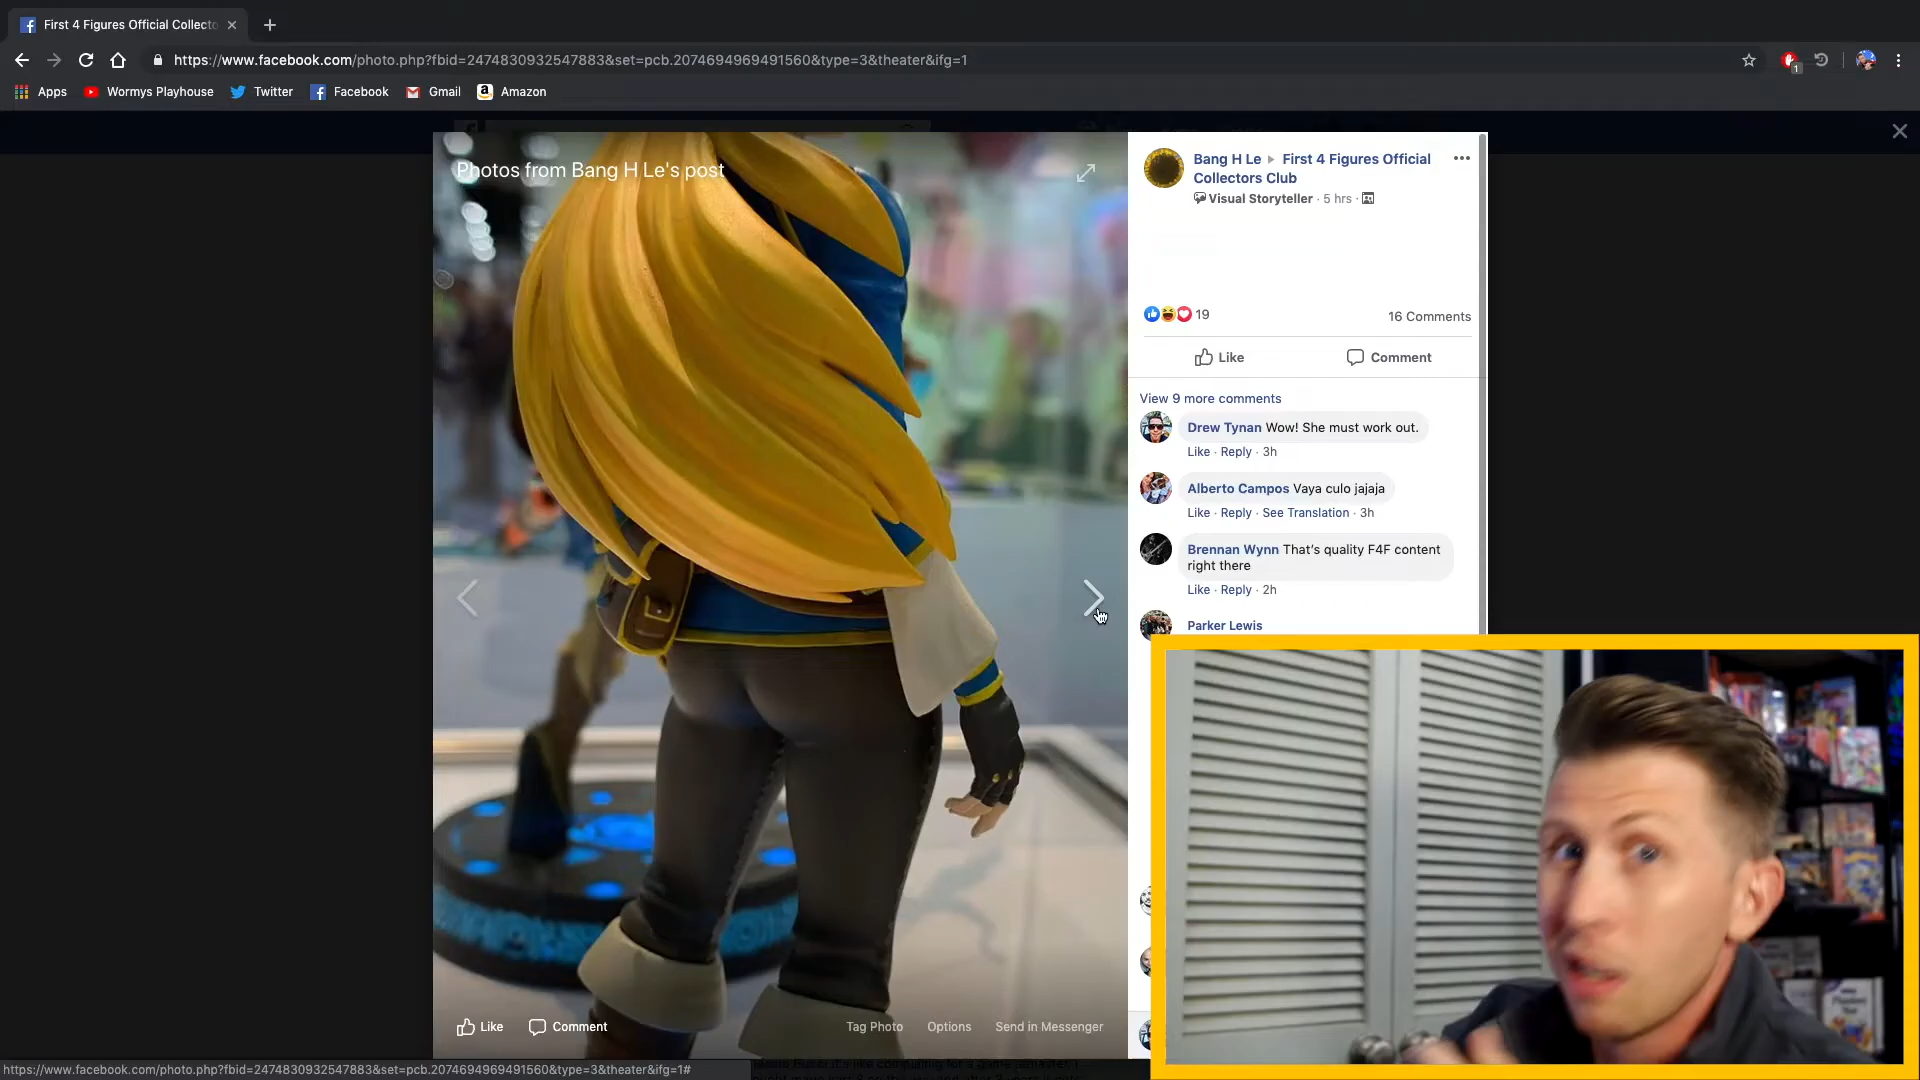 First 4 Figures Official Collecto
https://www.facebook.com/photo.php?fbid=2474830932547883&set=pcb.2074694969491560&type=3&theater&ifg=1
1
Apps
Wormys Playhouse
Twitter
Facebook
Gmail
Amazon
Photos from Bang H Le's post
Bang H Le ▸ First 4 Figures Official
Collectors Club
Visual Storyteller · 5 hrs ·
19
16 Comments
Like
Comment
View 9 more comments
Drew Tynan Wow! She must work out.
Like · Reply · 3h
Alberto Campos Vaya culo jajaja
Like · Reply · See Translation · 3h
Brennan Wynn That's quality F4F content
right there
Like · Reply · 2h
Parker Lewis
Like
Comment
Tag Photo
Options
Send in Messenger
https://www.facebook.com/photo.php?fbid=2474830932547883&set=pcb.2074694969491560&type=3&theater&ifg=1#